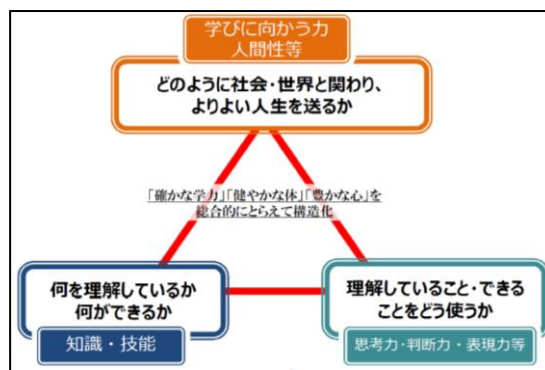 学びに向かう力
人間性等
どのように社会・世界と関わり、
よりよい人生を送るか
「確かな学力」「健やかな体」「豊かな心」を
総合的にとらえて構造化
何を理解しているか
何ができるか
知識・技能
理解していること・できる
ことをどう使うか
思考力・判断力・表現力等